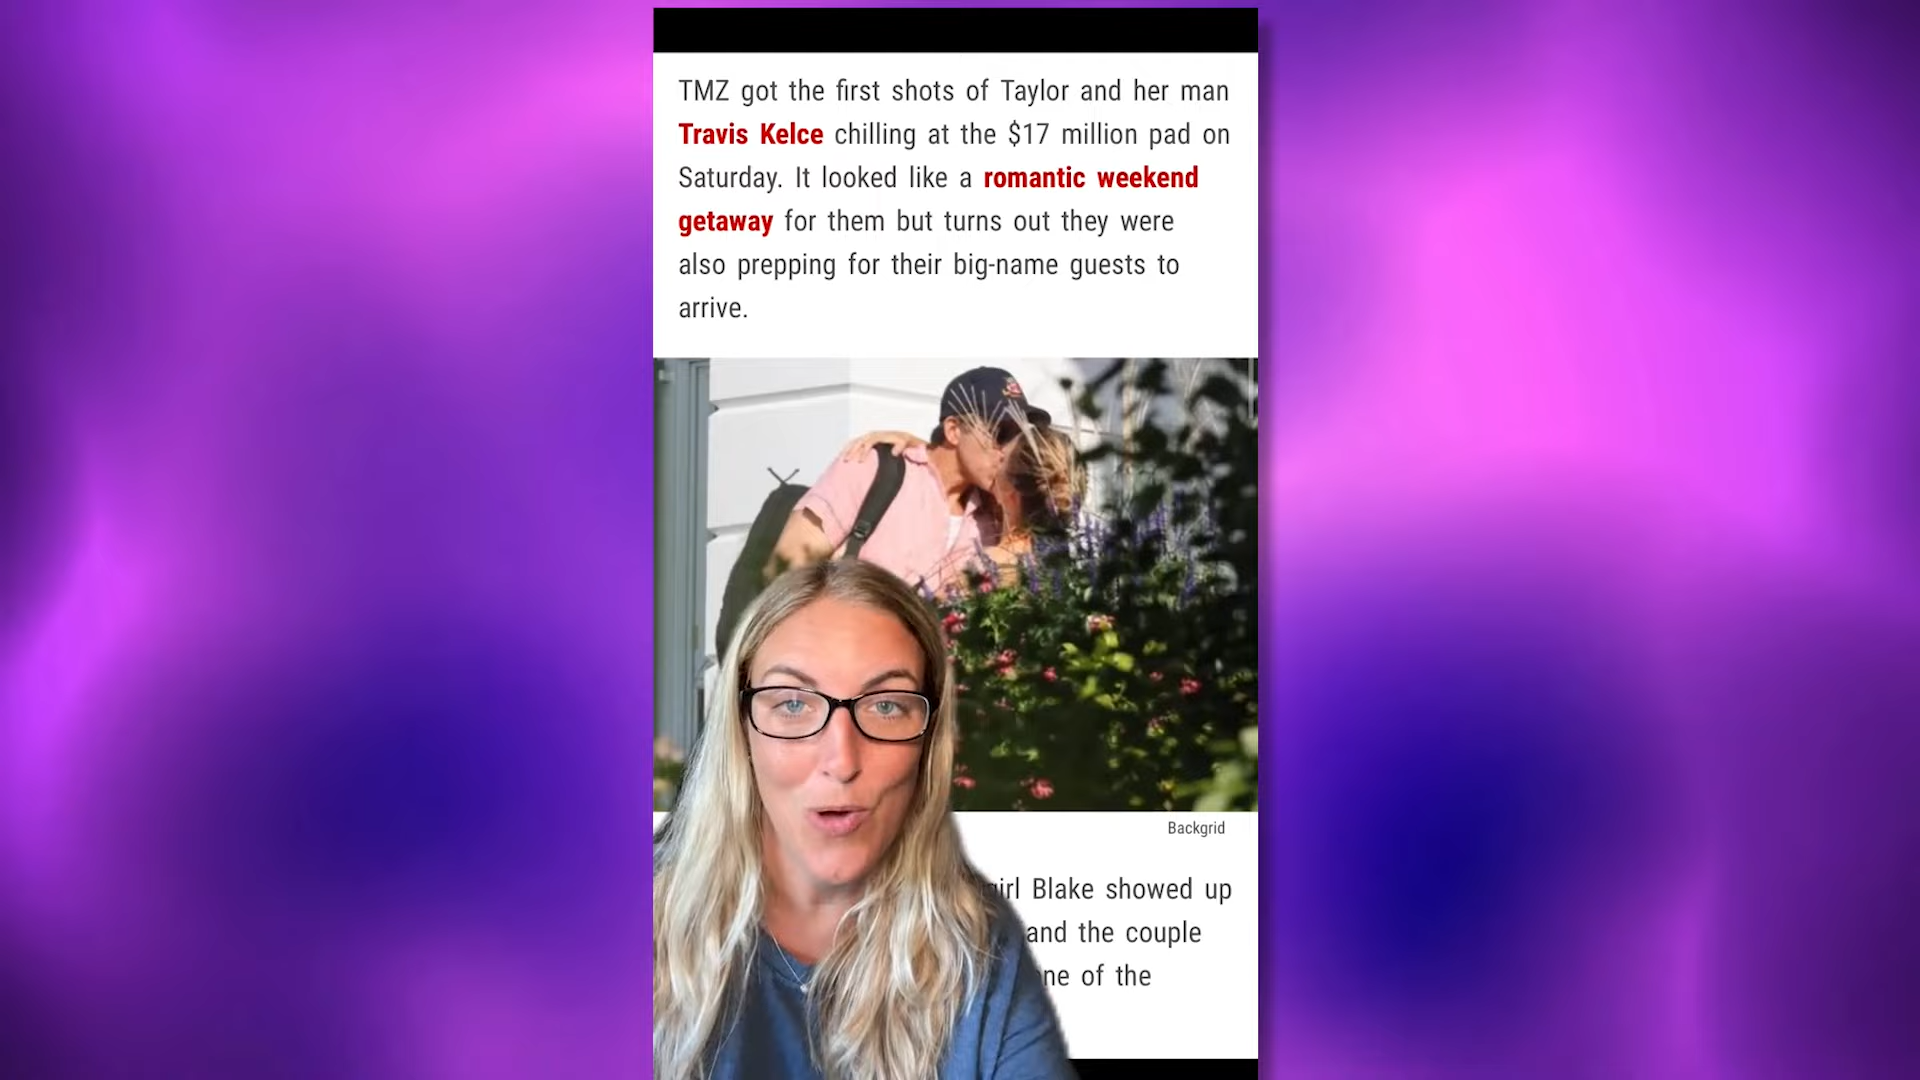 TMZ got the first shots of Taylor and her man
Travis Kelce chilling at the $17 million pad on
Saturday. It looked like a romantic weekend
getaway for them but turns out they were
also prepping for their big-name guests to
arrive.
Backgrid
girl Blake showed up
and the couple
of the